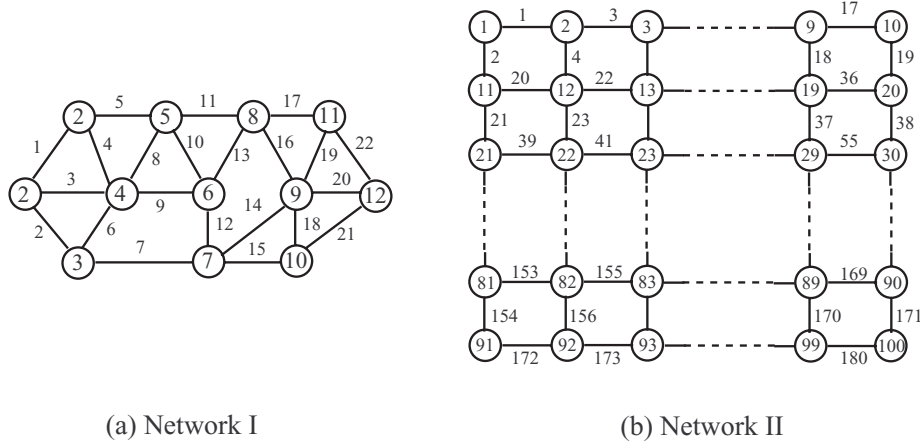 1 3 17
1 2 3 9 10
2 4 18 19
20 22 36
11 12 13 19 20
21 23 37 38
39 41 55
21 22 23 29 30
153 155 169
81 82 83 89 90
154 156 170 171
91 92 93 99 100
172 173 180
5 11 17
2 5 8 11
1 4 8 10 13 16 19 22
3 9 20
2 4 6 9 12
2 6 12 14 18 21
7 15
3 7 10
(a) Network I
(b) Network II